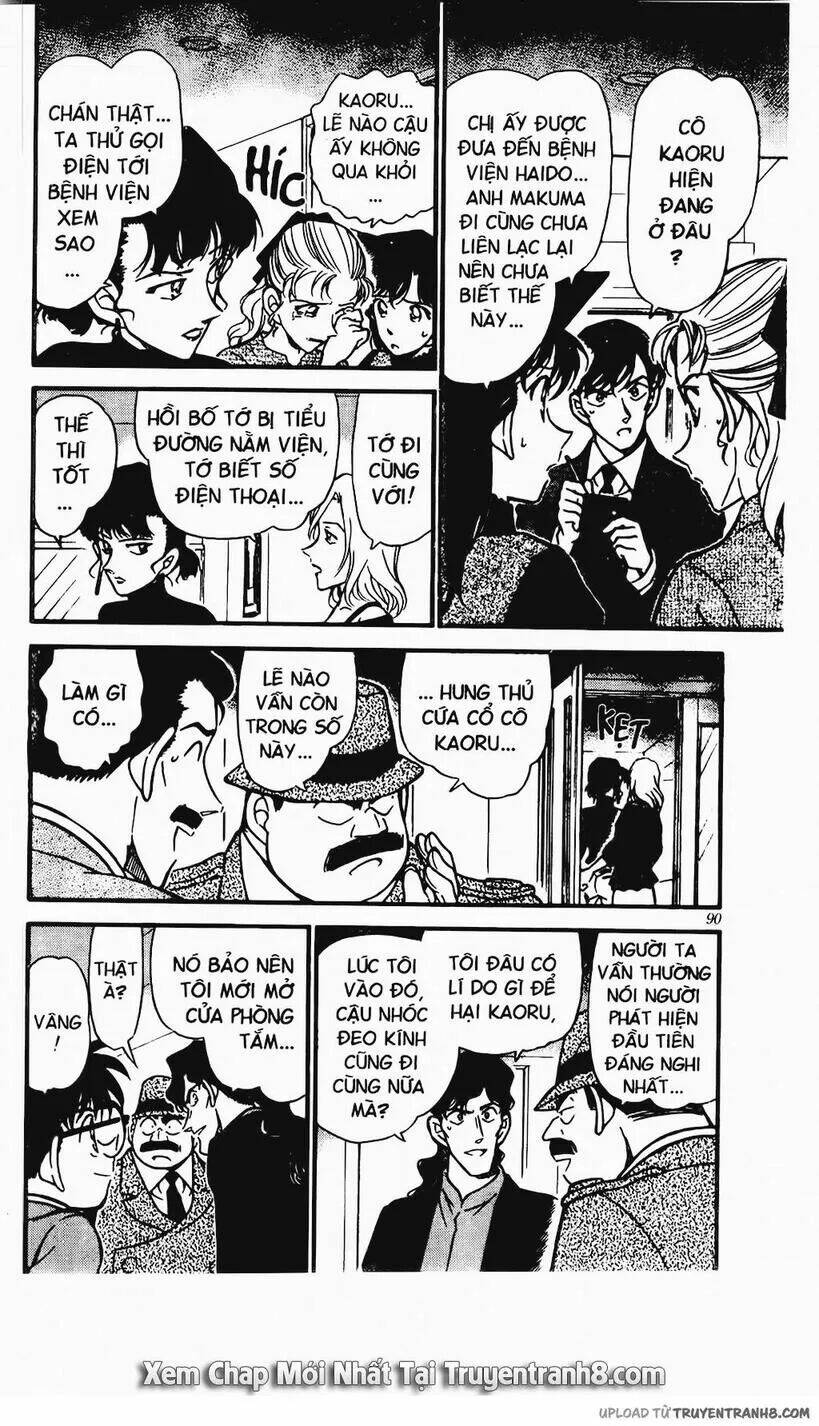 CÔ
KAORU
HIỆN
ĐANG
Ở ĐÂU
?
CHỊ ẤY ĐƯỢC
ĐƯA ĐẾN BỆNH
VIỆN HAIDO...
ANH MAKUMA
ĐI CÙNG CHƯA
LIÊN LẠC LẠI
NÊN CHƯA
BIẾT THẾ
NÀY...
KAORU...
LẼ NÀO CẬU
ẤY KHÔNG
QUA KHỎI
...
HÍC
CHÁN THẬT...
TA THỬ GỌI
ĐIỆN TỚI
BỆNH VIỆN
XEM
SAO
...
TỚ ĐI
CÙNG
VỚI!
HỒI BỐ TỚ BỊ TIỂU
ĐƯỜNG NẰM VIỆN,
TỚ BIẾT SỐ
ĐIỆN THOẠI...
THẾ
THÌ
TỐT
...
KẸT
... HUNG THỦ
CỨA CỔ CÔ
KAORU...
LẼ NÀO
VẪN CÒN
TRONG SỐ
NÀY...
LÀM GÌ
CÓ...
90
NGƯỜI TA
VẪN THƯỜNG
NÓI NGƯỜI
PHÁT HIỆN
ĐẦU TIÊN
ĐÁNG NGHI
NHẤT...
TÔI ĐÂU CÓ
LÍ DO GÌ ĐỂ
HẠI KAORU,
LÚC TÔI
VÀO ĐÓ,
CẬU NHÓC
ĐEO KÍNH
CŨNG ĐI
CÙNG NỮA
MÀ?
NÓ BẢO NÊN
TÔI MỚI MỞ
CỬA PHÒNG
TẮM...
THẬT
À?
VÂNG
!
Xem Chap Mới Nhất Tại Truyentranh8.com
UPLOAD TỪ TRUYENTRANH8.COM